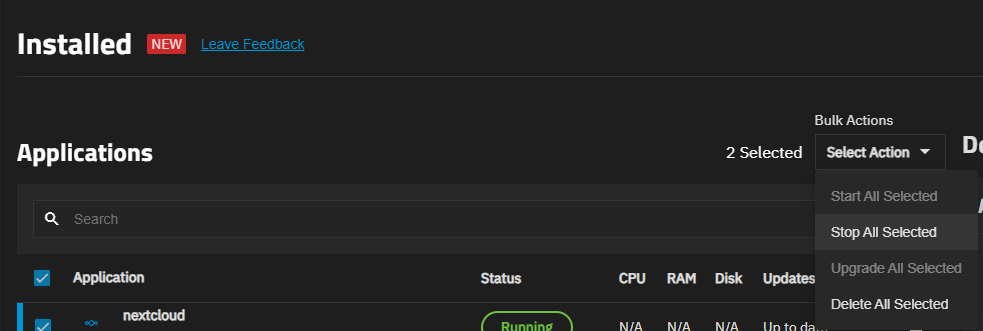 Installed NEW Leave Feedback
Bulk Actions
Applications 2 Selected Select Action
Start All Selected
Search
Stop All Selected
Upgrade All Selected
Application Status CPU RAM Disk Updates
Delete All Selected
nextcloud
Running N/A N/A N/A Up to da...